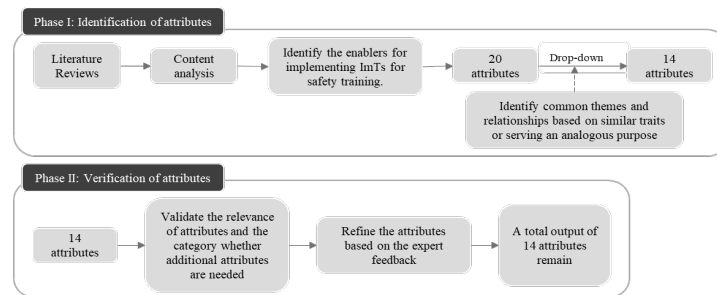 Phase I: Identification of attributes
Literature
Reviews
Content
analysis
Identify the enablers for
implementing ImTs for
safety training.
20
attributes
Drop-down
14
attributes
Identify common themes and
relationships based on similar traits
or serving an analogous purpose
Phase II: Verification of attributes
14
attributes
Validate the relevance
of attributes and the
category whether
additional attributes
are needed
Refine the attributes
based on the expert
feedback
A total output of
14 attributes
remain